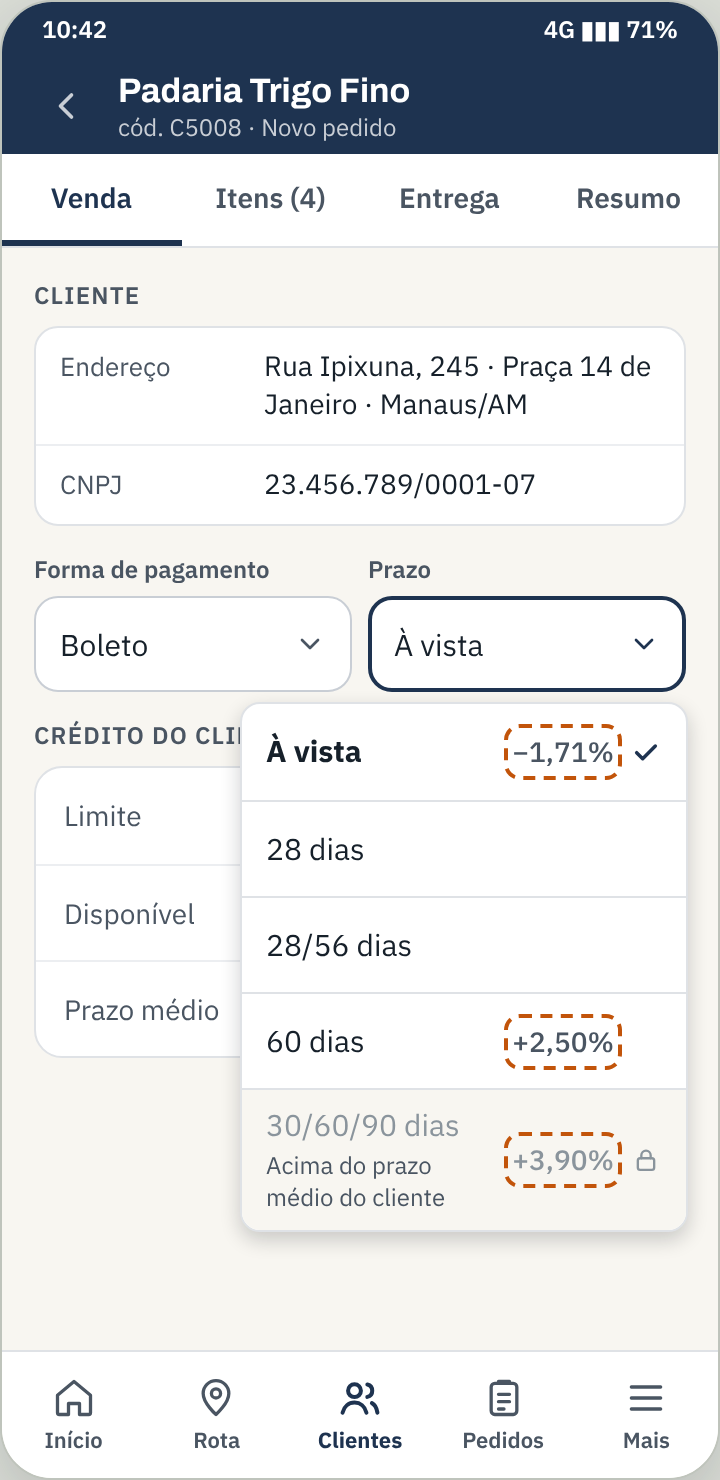 10:42
4G 71%
Padaria Trigo Fino
cód. C5008 · Novo pedido
Venda
Itens (4)
Entrega
Resumo
CLIENTE
Endereço
Rua Ipixuna, 245 · Praça 14 de
Janeiro · Manaus/AM
CNPJ
23.456.789/0001-07
Forma de pagamento
Prazo
Boleto
À vista
CRÉDITO DO CLI
Limite
Disponível
Prazo médio
À vista
−1,71%
28 dias
28/56 dias
60 dias
+2,50%
30/60/90 dias
Acima do prazo
médio do cliente
+3,90%
Início
Rota
Clientes
Pedidos
Mais